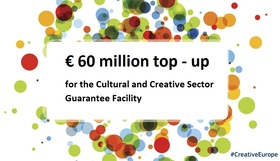 € 60 million top - up
for the Cultural and Creative Sector
Guarantee Facility
#CreativeEurope